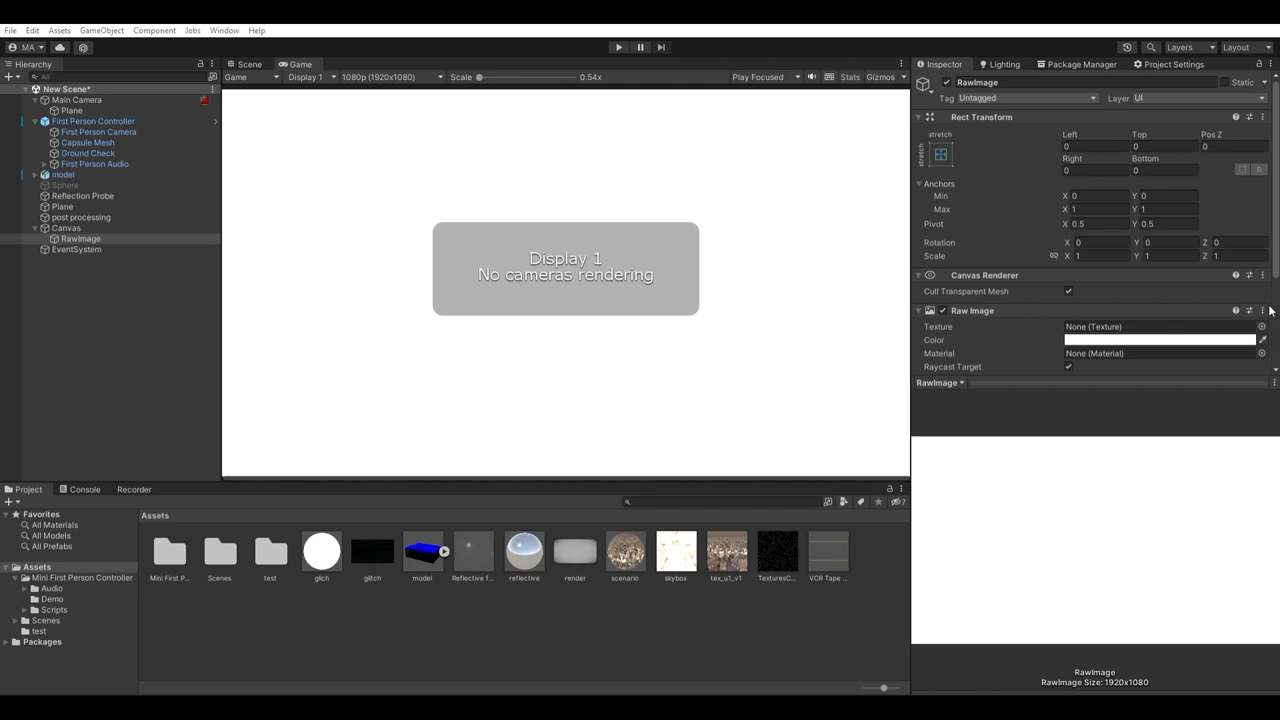 File Edit Assets GameObject Component Jobs Window Help
MA Layers Layout
Hierarchy
All
New Scene*
Main Camera
Plane
First Person Controller
First Person Camera
Capsule Mesh
Ground Check
First Person Audio
model
Sphere
Reflection Probe
Plane
post processing
Canvas
RawImage
EventSystem
Scene Game
Game Display 1 1080p (1920x1080) Scale 0.54x Play Focused Stats Gizmos
Display 1
No cameras rendering
Inspector Lighting Package Manager Project Settings
RawImage Static
Tag Untagged Layer UI
Rect Transform
stretch Left Top Pos Z
stretch 0 0 0
Right Bottom
0 0 R
Anchors
Min X 0 Y 0
Max X 1 Y 1
Pivot X 0.5 Y 0.5
Rotation X 0 Y 0 Z 0
Scale X 1 Y 1 Z 1
Canvas Renderer
Cull Transparent Mesh
Raw Image
Texture None (Texture)
Color
Material None (Material)
Raycast Target
RawImage
RawImage
RawImage Size: 1920x1080
Project Console Recorder
7
Favorites
All Materials
All Models
All Prefabs
Assets
Mini First Person Controller
Audio
Demo
Scripts
Scenes
test
Packages
Assets
Mini First P... Scenes test glich glitch model Reflective f... reflective render scenario skybox tex_u1_v1 TexturesC... VCR Tape ...